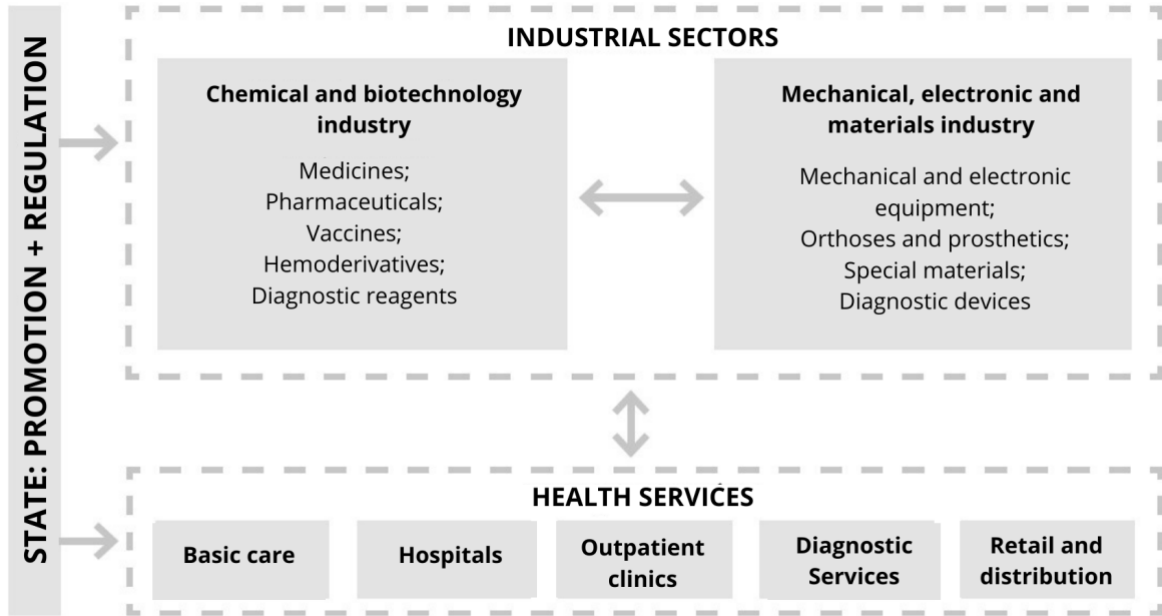 STATE: PROMOTION + REGULATION
INDUSTRIAL SECTORS
Chemical and biotechnology
industry
Medicines;
Pharmaceuticals;
Vaccines;
Hemoderivatives;
Diagnostic reagents
Mechanical, electronic and
materials industry
Mechanical and electronic
equipment;
Orthoses and prosthetics;
Special materials;
Diagnostic devices
HEALTH SERVICES
Basic care
Hospitals
Outpatient
clinics
Diagnostic
Services
Retail and
distribution